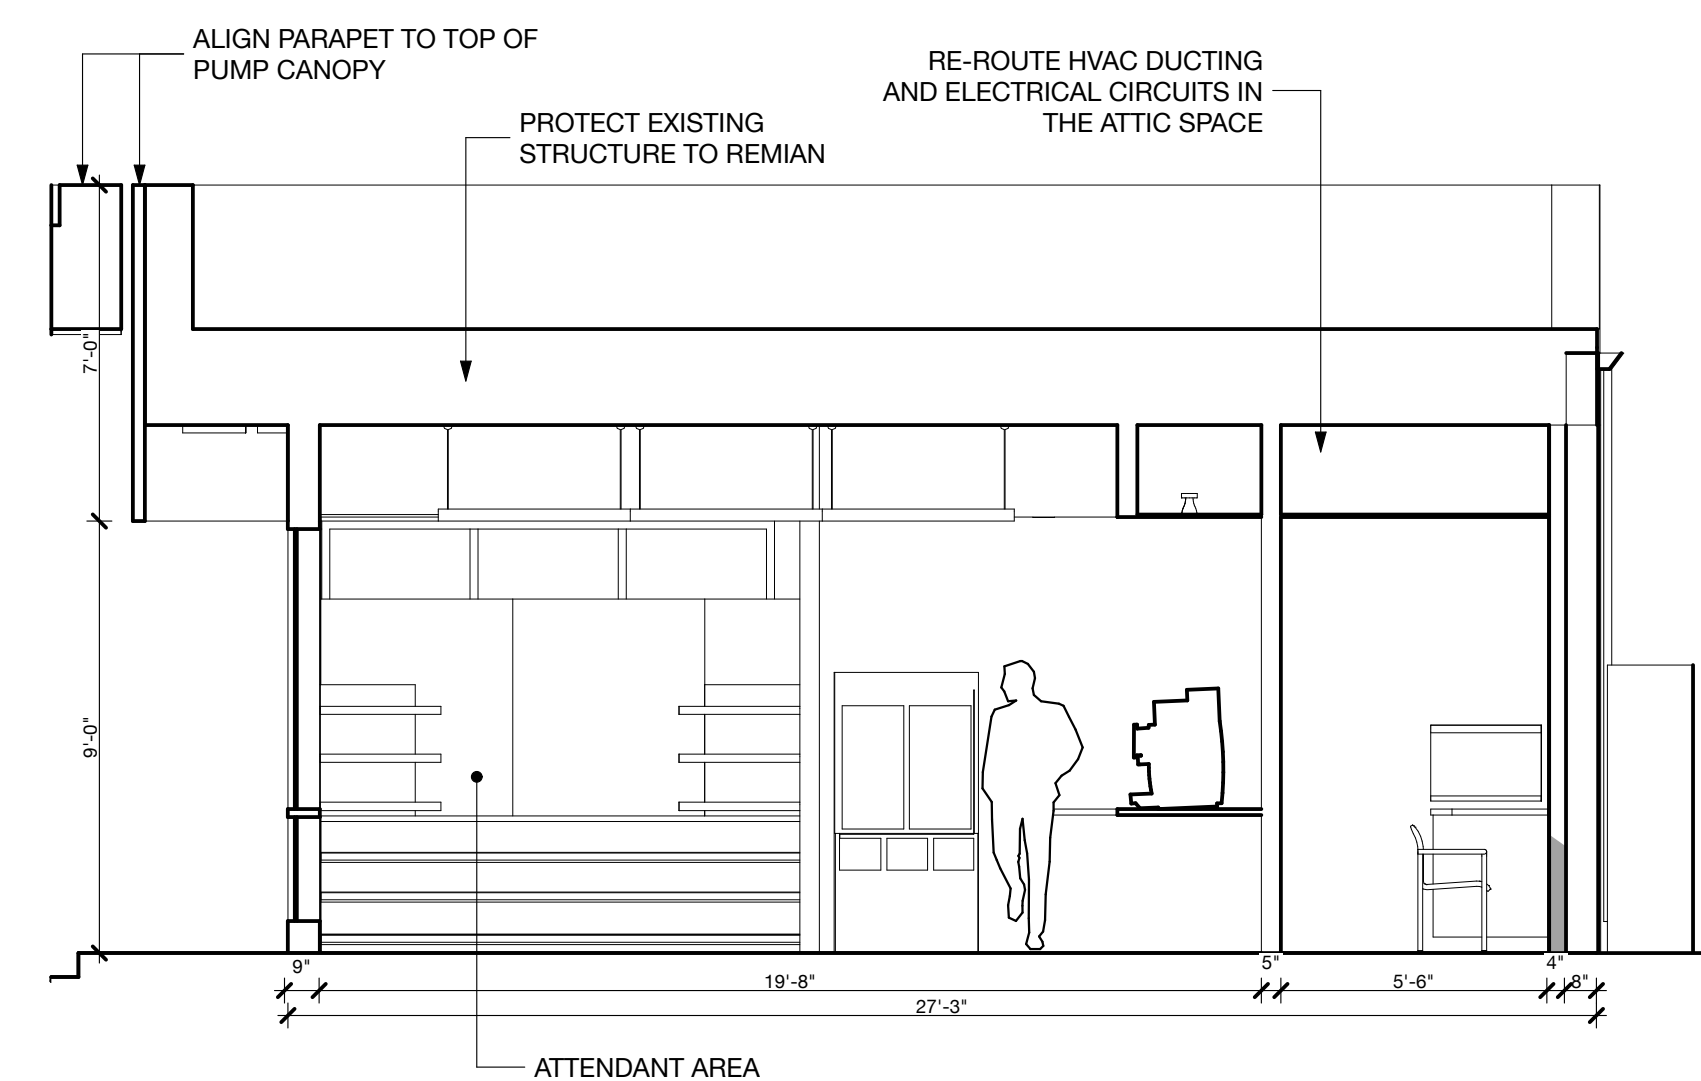 ALIGN PARAPET TO TOP OF
PUMP CANOPY
RE-ROUTE HVAC DUCTING
AND ELECTRICAL CIRCUITS IN
THE ATTIC SPACE
PROTECT EXISTING
STRUCTURE TO REMIAN
7'-0"
9'-0"
9"
19'-8"
5"
5'-6"
4"
8"
27'-3"
ATTENDANT AREA